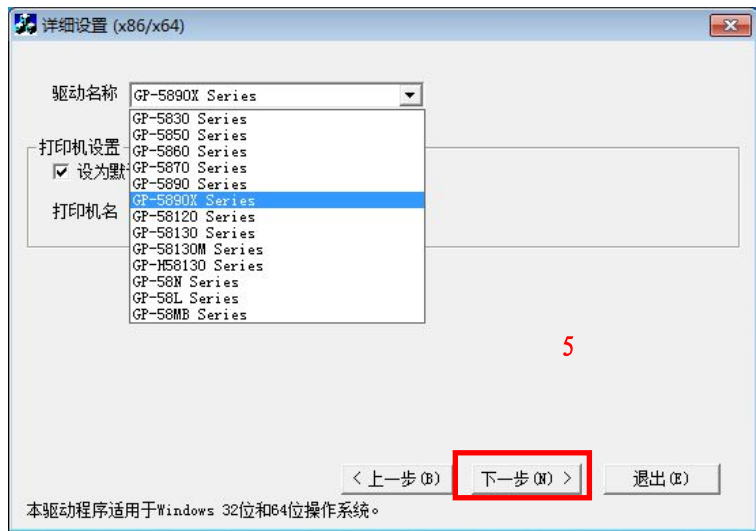 详细设置 (x86/x64)
驱动名称 GP-5890X Series
GP-5830 Series
GP-5850 Series
打印机设置 GP-5860 Series
设为默 GP-5870 Series
GP-5890 Series
GP-5890X Series
打印机名 GP-58120 Series
GP-58130 Series
GP-58130M Series
GP-H58130 Series
GP-58N Series
GP-58L Series
GP-58MB Series
5
< 上一步(B) 下一步(N) > 退出(E)
本驱动程序适用于Windows 32位和64位操作系统。